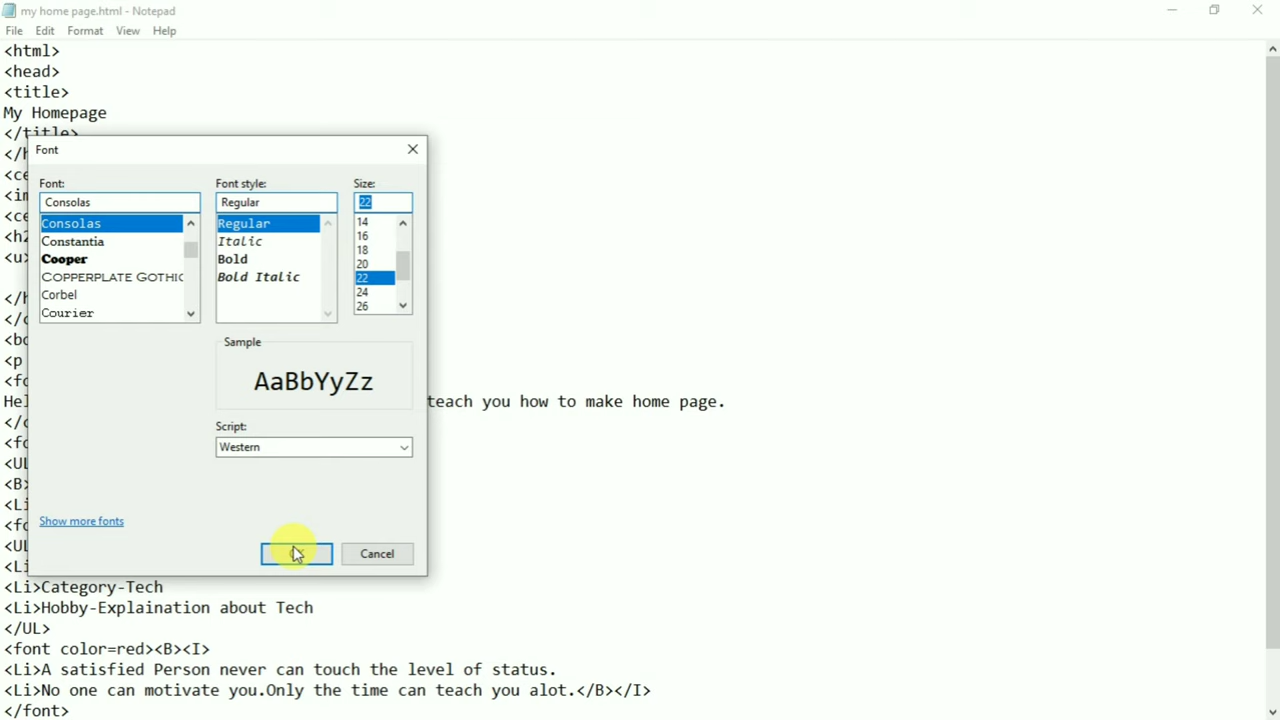 my home page.html - Notepad
File Edit Format View Help
<html>
<head>
<title>
My Homepage
</title>
Font
Font: Font style: Size:
Consolas Regular 22
Consolas Regular 14
Constantia Italic 16
Cooper Bold 18
COPPERPLATE GOTHIC Bold Italic 20
Corbel 22
Courier 24
26
Sample
AaBbYyZz
teach you how to make home page.
Script:
Western
Show more fonts
Cancel
<Li>Category-Tech
<Li>Hobby-Explaination about Tech
</UL>
<font color=red><B><I>
<Li>A satisfied Person never can touch the level of status.
<Li>No one can motivate you.Only the time can teach you alot.</B></I>
</font>